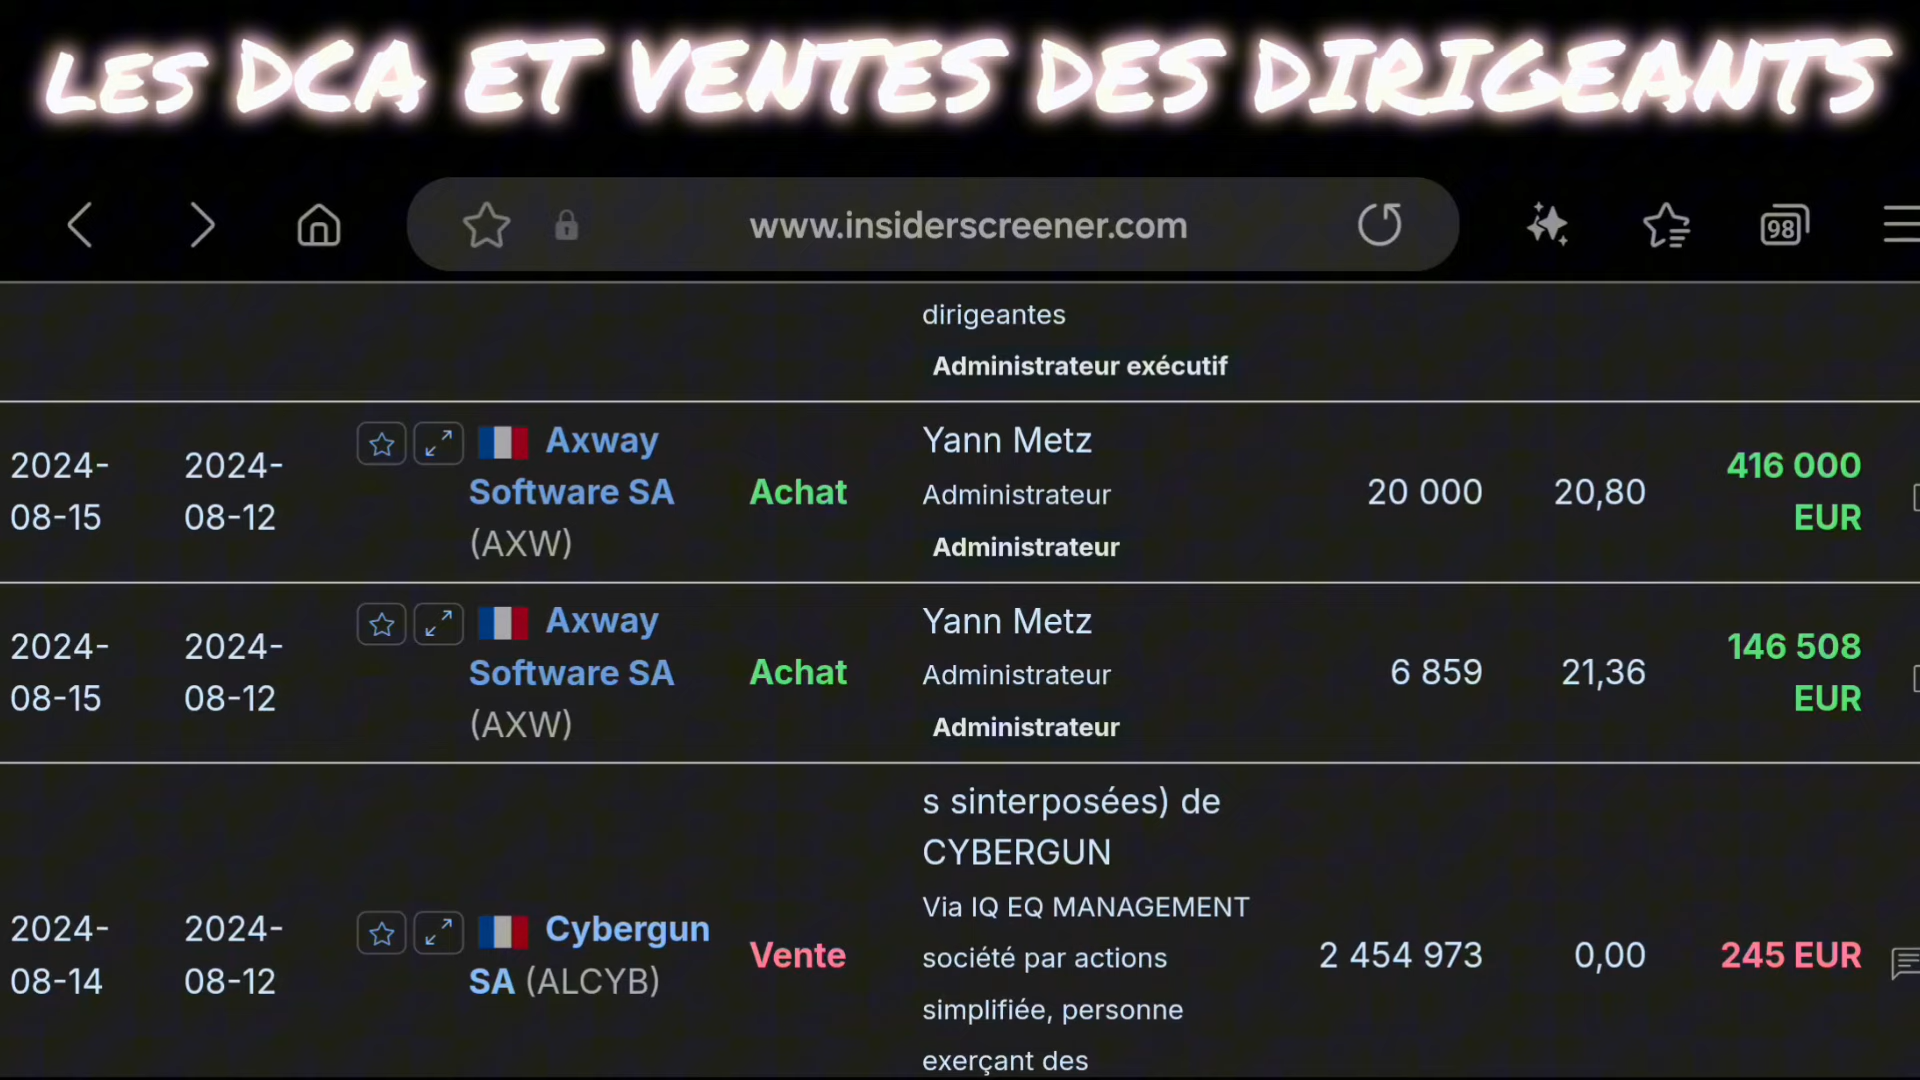 LES DCA ET VENTES DES DIRIGEANTS
www.insiderscreener.com
98
dirigeantes
Administrateur exécutif
2024-
08-15
2024-
08-12
Axway
Software SA
(AXW)
Achat
Yann Metz
Administrateur
Administrateur
20 000
20,80
416 000
EUR
2024-
08-15
2024-
08-12
Axway
Software SA
(AXW)
Achat
Yann Metz
Administrateur
Administrateur
6 859
21,36
146 508
EUR
2024-
08-14
2024-
08-12
Cybergun
SA (ALCYB)
Vente
s sinterposées) de
CYBERGUN
Via IQ EQ MANAGEMENT
société par actions
simplifiée, personne
exerçant des
2 454 973
0,00
245 EUR